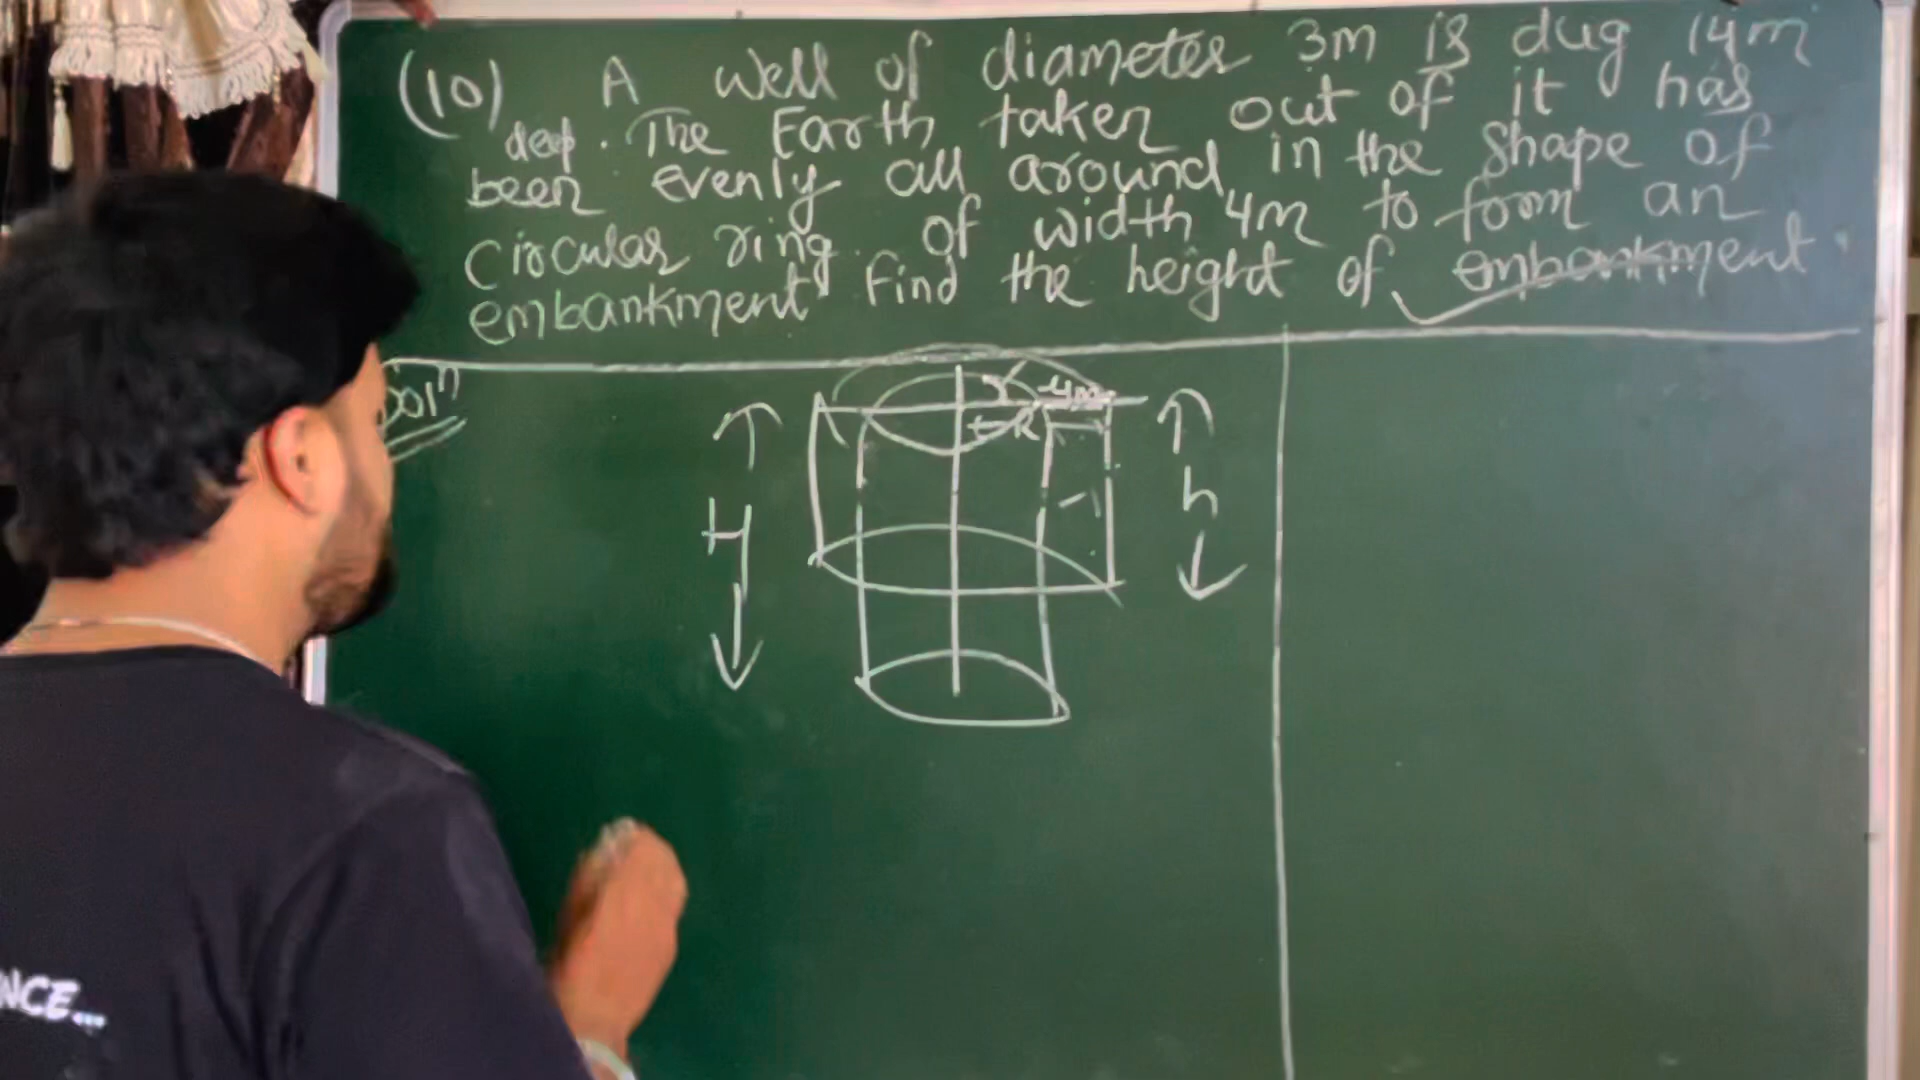 (10) A well of diameter 3m is dug 14m
deep. The Earth taken out of it has
been evenly all around in the shape of
circular ring. of width 4m to form an
embankment Find the height of embankment.
Sol"
r
4m
R
H
h
NCE...